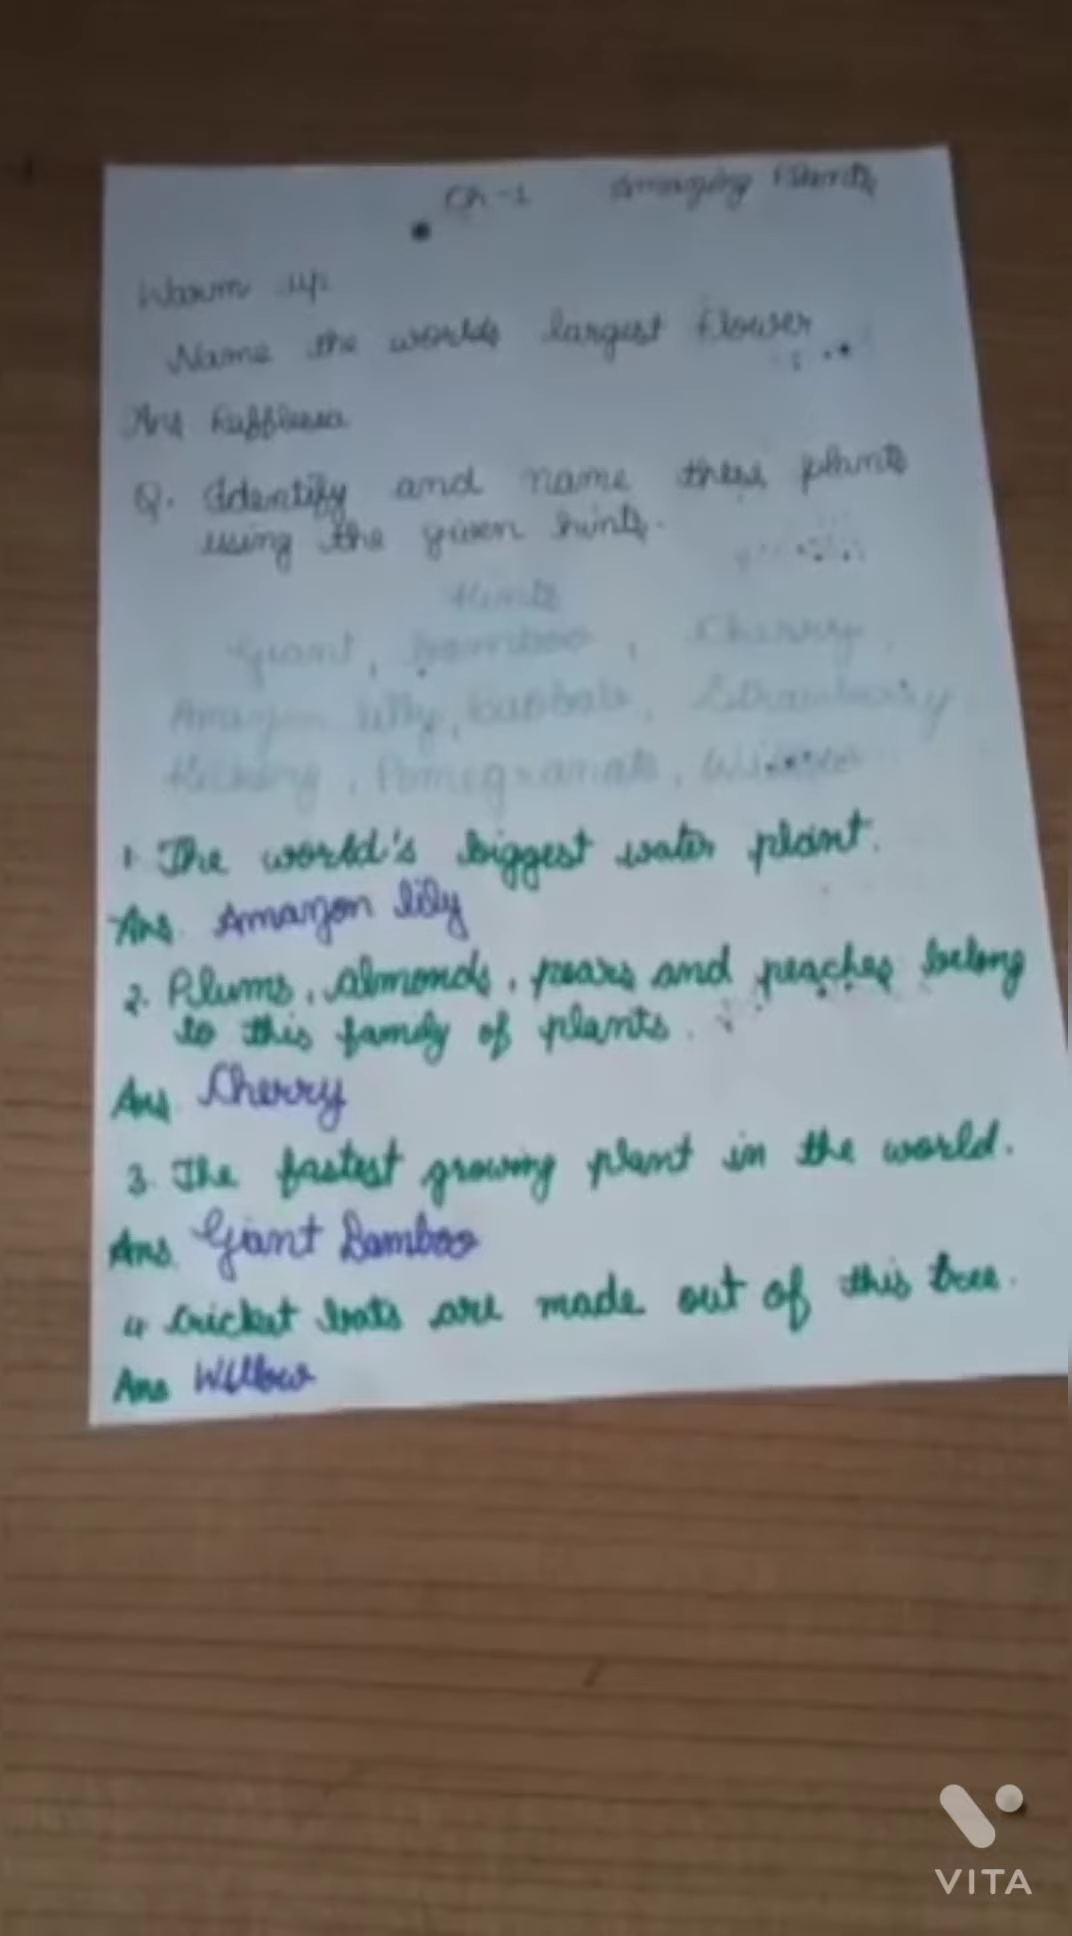 Ch-1 Amazing Plants
Warm up
Name the worlds largest flower
Ans Rafflesia
Q. Identify and name these plants
using the given hints.
Hints
Giant, bamboo, Cherry,
Amazon lilly, Strawberry
Hickory, Pomegranate,
1. The world's biggest water plant.
Ans. Amazon lily
2. Plums, almonds, pears and peaches belong
to this family of plants.
Ans. Cherry
3. The fastest growing plant in the world.
Ans. Giant Bamboo
4 Cricket bats are made out of this tree.
Ans Willow
VITA